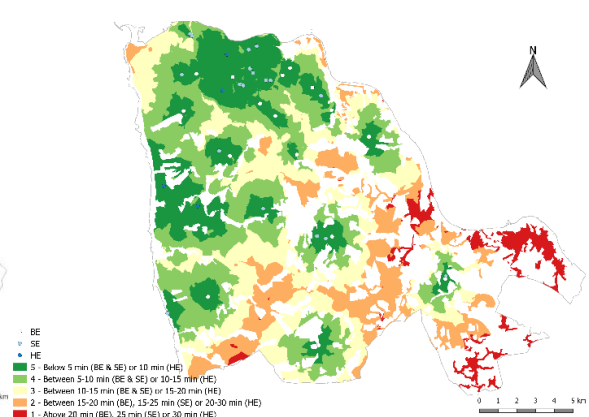 N
BE
SE
HE
5 - Below 5 min (BE & SE) or 10 min (HE)
4 - Between 5-10 min (BE & SE) or 10-15 min (HE)
3 - Between 10-15 min (BE & SE) or 15-20 min (HE)
2 - Between 15-20 min (BE), 15-25 min (SE) or 20-30 min (HE)
1 - Above 20 min (BE), 25 min (SE) or 30 min (HE)
km
0 1 2 3 4 5 km